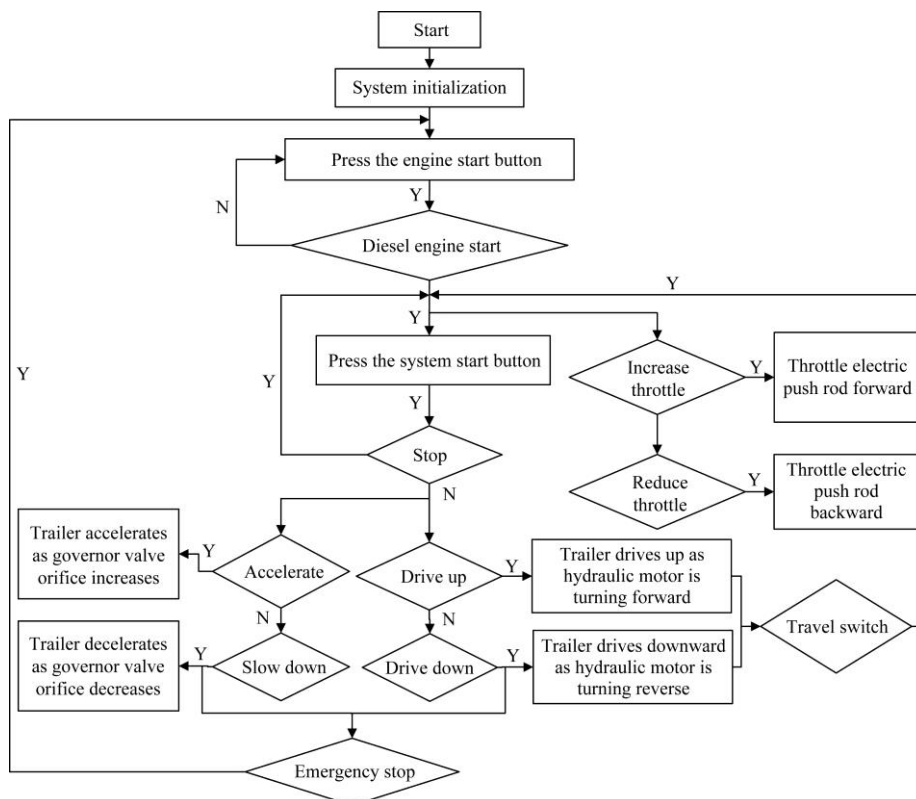 Start
System initialization
Press the engine start button
Y
N
Diesel engine start
Y
Y
Press the system start button
Y
Y
Y
Increase
throttle
Y
Throttle electric
push rod forward
Y
Stop
N
Reduce
throttle
Y
Throttle electric
push rod
backward
Trailer accelerates
as governor valve
orifice increases
Y
Accelerate
N
Drive up
Y
N
Trailer drives up as
hydraulic motor is
turning forward
Travel switch
Trailer decelerates
as governor valve
orifice decreases
Y
Slow down
Drive down
Y
Trailer drives downward
as hydraulic motor is
turning reverse
Emergency stop